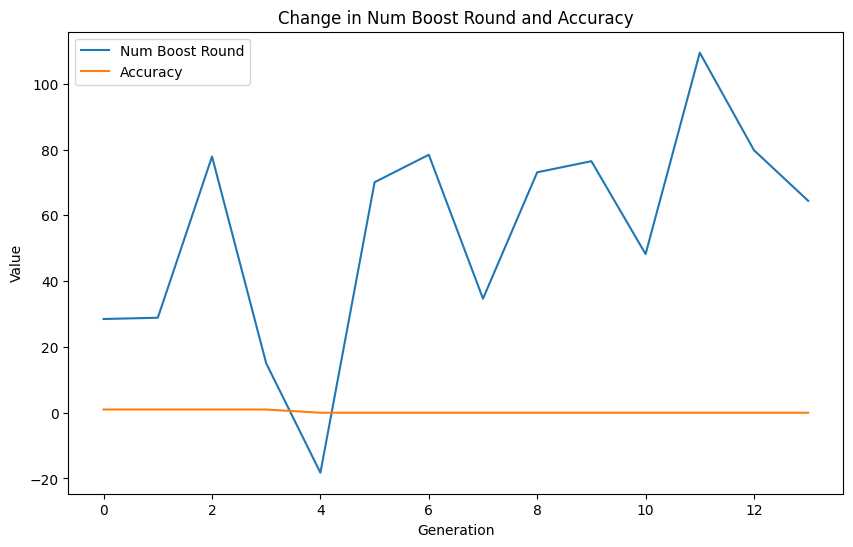 Change in Num Boost Round and Accuracy
Num Boost Round
Accuracy
100
80
60
40
20
0
−20
Value
0 2 4 6 8 10 12
Generation